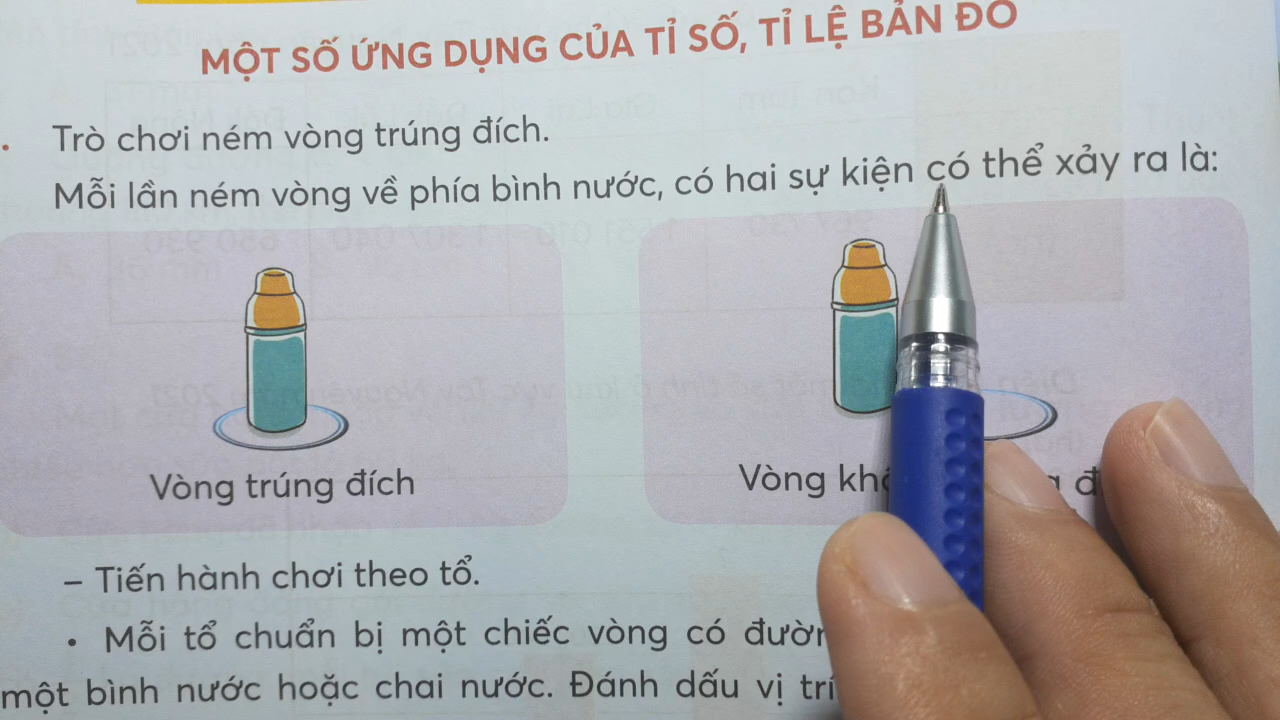 MỘT SỐ ỨNG DỤNG CỦA TỈ SỐ, TỈ LỆ BẢN ĐỒ
Trò chơi ném vòng trúng đích.
Mỗi lần ném vòng về phía bình nước, có hai sự kiện có thể xảy ra là:
Vòng trúng đích
Vòng
– Tiến hành chơi theo tổ.
• Mỗi tổ chuẩn bị một chiếc vòng có
một bình nước hoặc chai nước. Đánh dấu vị trí